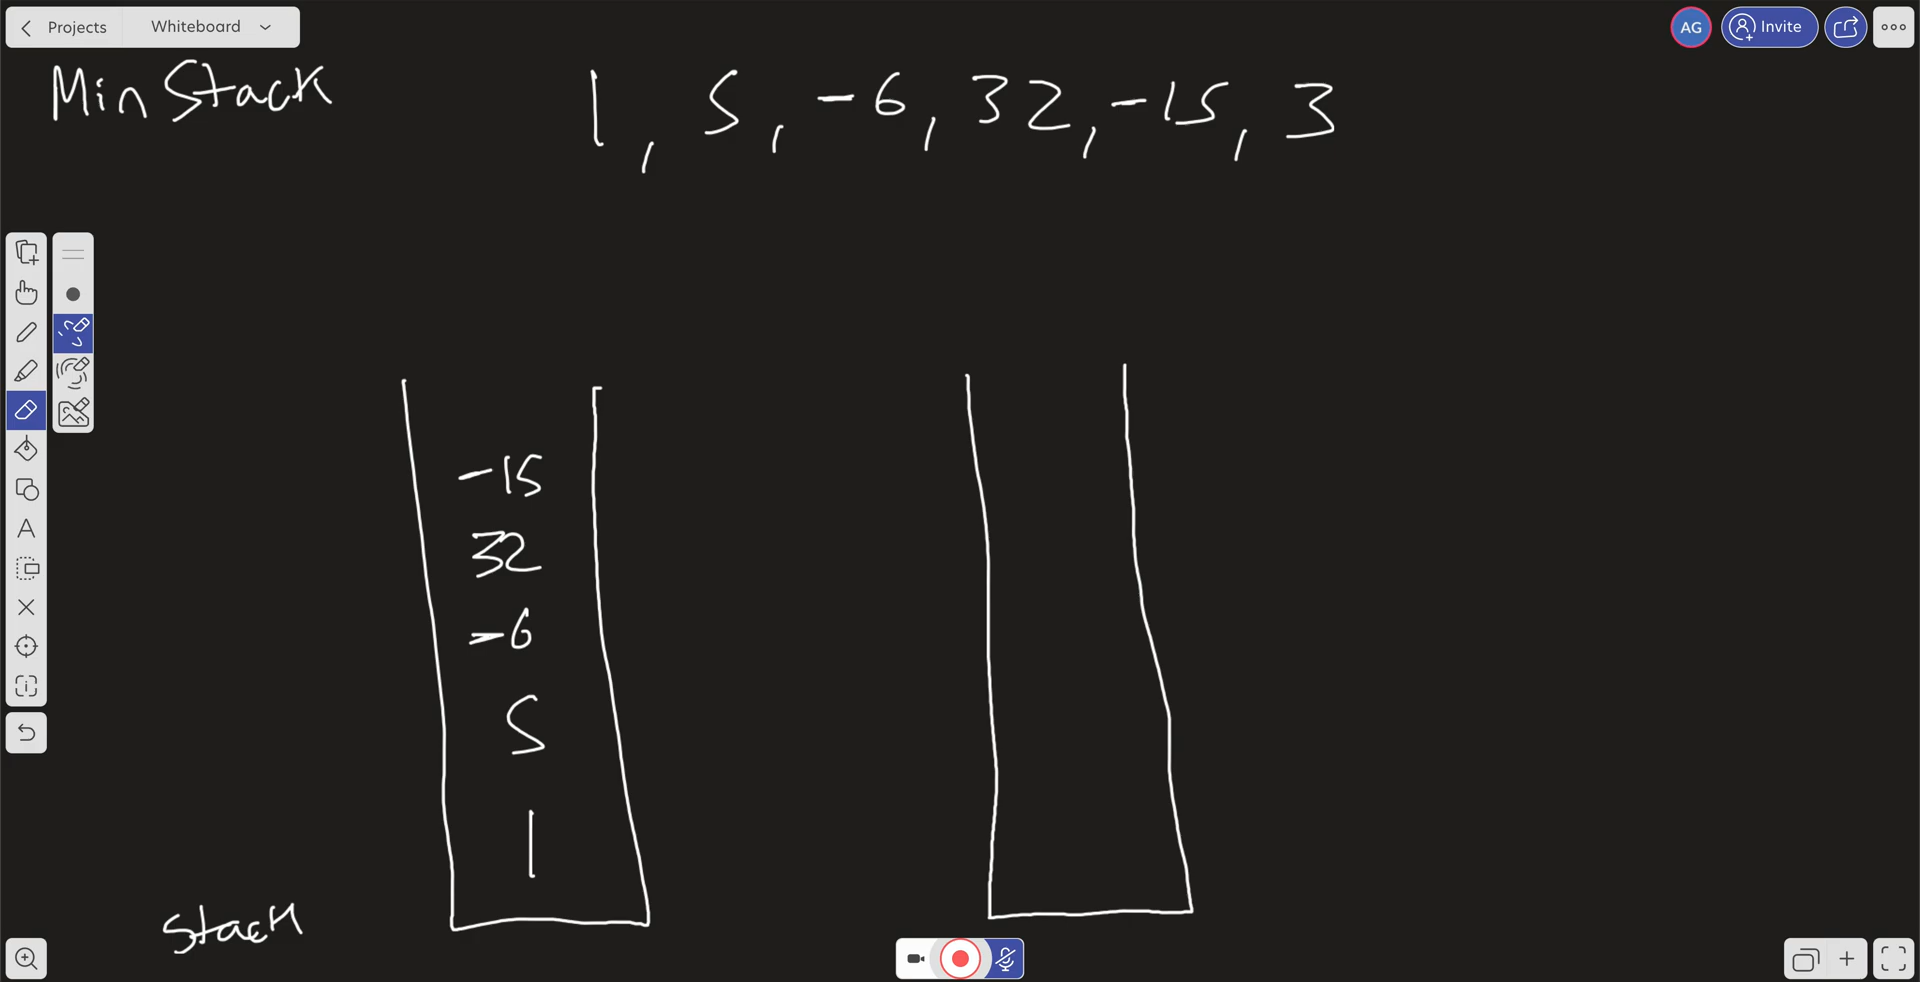 Projects Whiteboard
AG Invite
Min Stack
1, 5, -6, 32, -15, 3
A
-15
32
-6
5
1
Stack